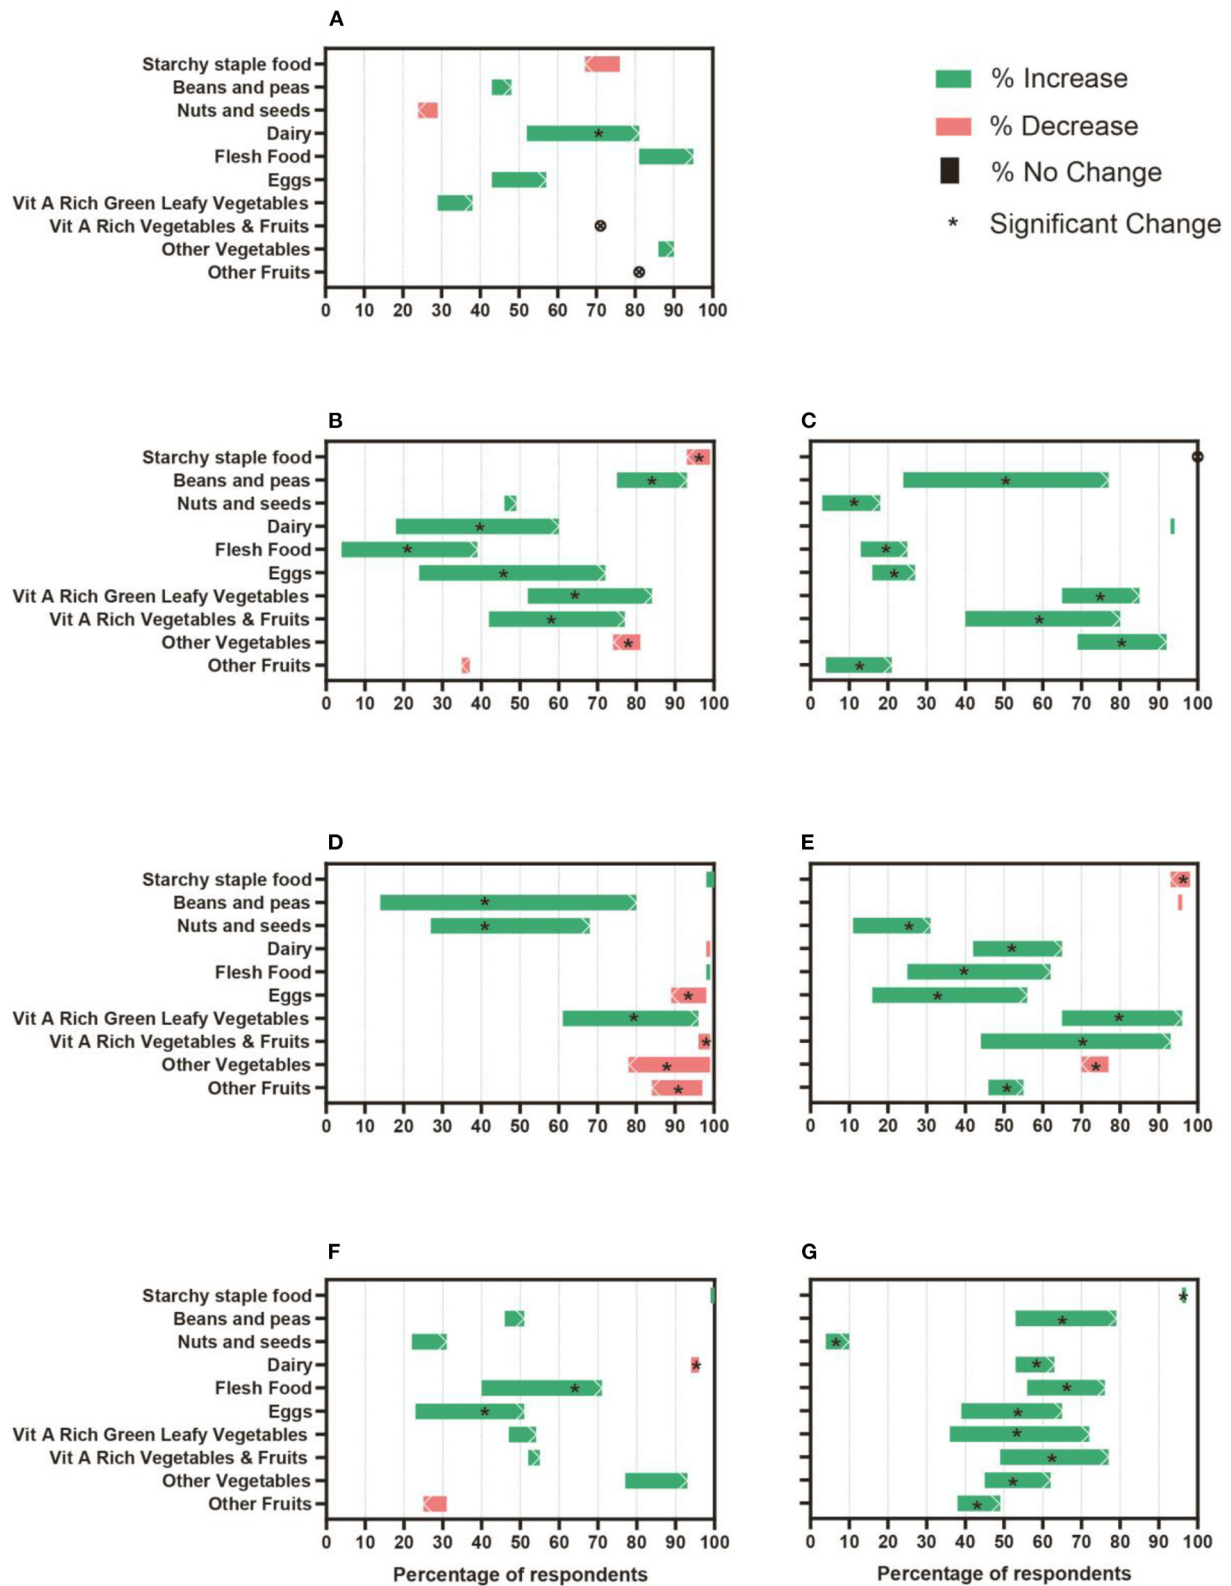 A
Starchy staple food
Beans and peas
Nuts and seeds
Dairy
Flesh Food
Eggs
Vit A Rich Green Leafy Vegetables
Vit A Rich Vegetables & Fruits
Other Vegetables
Other Fruits
0 10 20 30 40 50 60 70 80 90 100
% Increase
% Decrease
% No Change
* Significant Change
B
Starchy staple food
Beans and peas
Nuts and seeds
Dairy
Flesh Food
Eggs
Vit A Rich Green Leafy Vegetables
Vit A Rich Vegetables & Fruits
Other Vegetables
Other Fruits
0 10 20 30 40 50 60 70 80 90 100
C
0 10 20 30 40 50 60 70 80 90 100
D
Starchy staple food
Beans and peas
Nuts and seeds
Dairy
Flesh Food
Eggs
Vit A Rich Green Leafy Vegetables
Vit A Rich Vegetables & Fruits
Other Vegetables
Other Fruits
0 10 20 30 40 50 60 70 80 90 100
E
0 10 20 30 40 50 60 70 80 90 100
F
Starchy staple food
Beans and peas
Nuts and seeds
Dairy
Flesh Food
Eggs
Vit A Rich Green Leafy Vegetables
Vit A Rich Vegetables & Fruits
Other Vegetables
Other Fruits
0 10 20 30 40 50 60 70 80 90 100
Percentage of respondents
G
0 10 20 30 40 50 60 70 80 90 100
Percentage of respondents